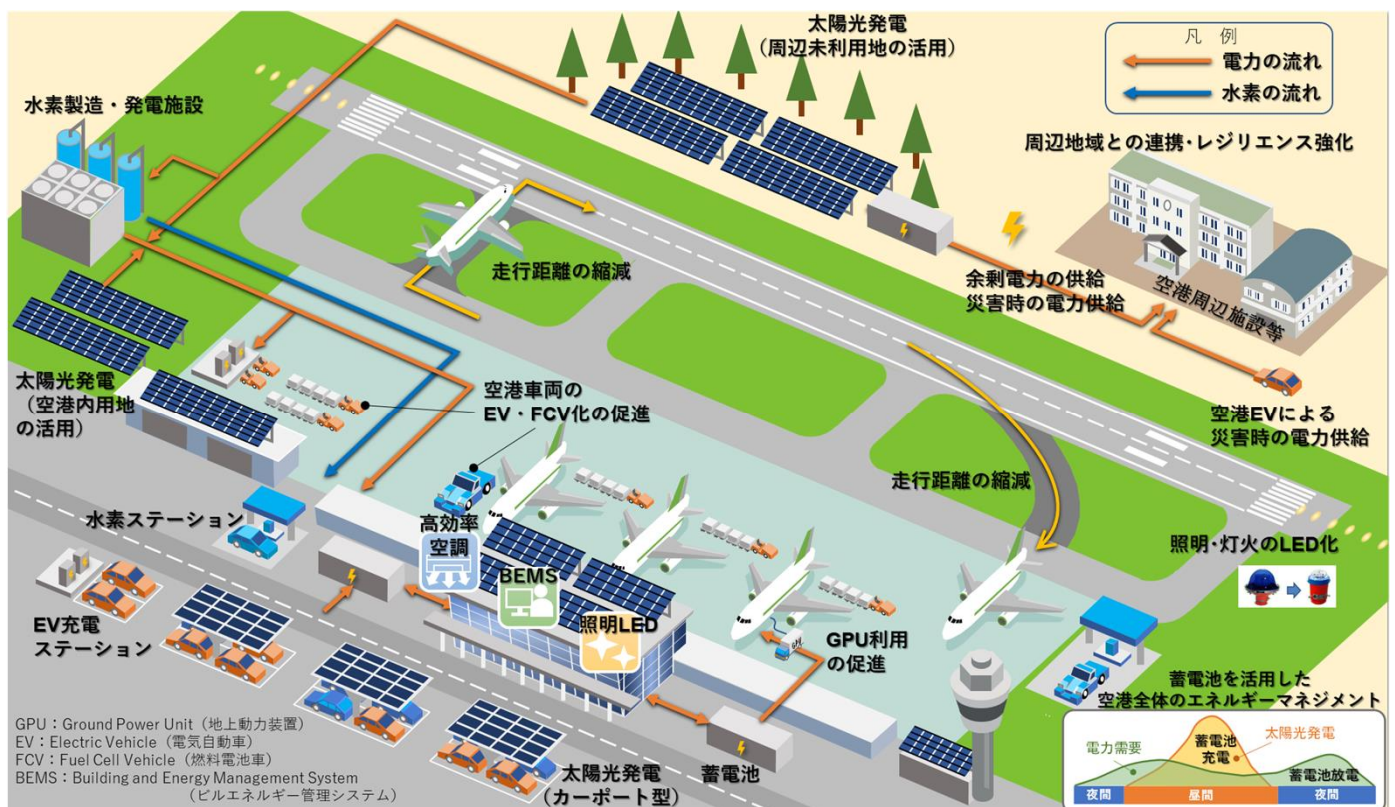 太陽光発電
（周辺未利用地の活用）
凡　例
電力の流れ
水素の流れ
水素製造・発電施設
周辺地域との連携･レジリエンス強化
走行距離の縮減
余剰電力の供給
災害時の電力供給
空港周辺施設等
太陽光発電
（空港内用地
の活用）
空港車両の
EV・FCV化の促進
空港EVによる
災害時の電力供給
走行距離の縮減
水素ステーション
高効率
空調
BEMS
照明LED
照明･灯火のLED化
EV充電
ステーション
GPU利用
の促進
GPU
蓄電池を活用した
空港全体のエネルギーマネジメント
電力需要
蓄電池
充電
太陽光発電
蓄電池放電
夜間
昼間
夜間
太陽光発電
（カーポート型）
蓄電池
GPU：Ground Power Unit（地上動力装置）
EV：Electric Vehicle（電気自動車）
FCV：Fuel Cell Vehicle（燃料電池車）
BEMS：Building and Energy Management System
（ビルエネルギー管理システム）